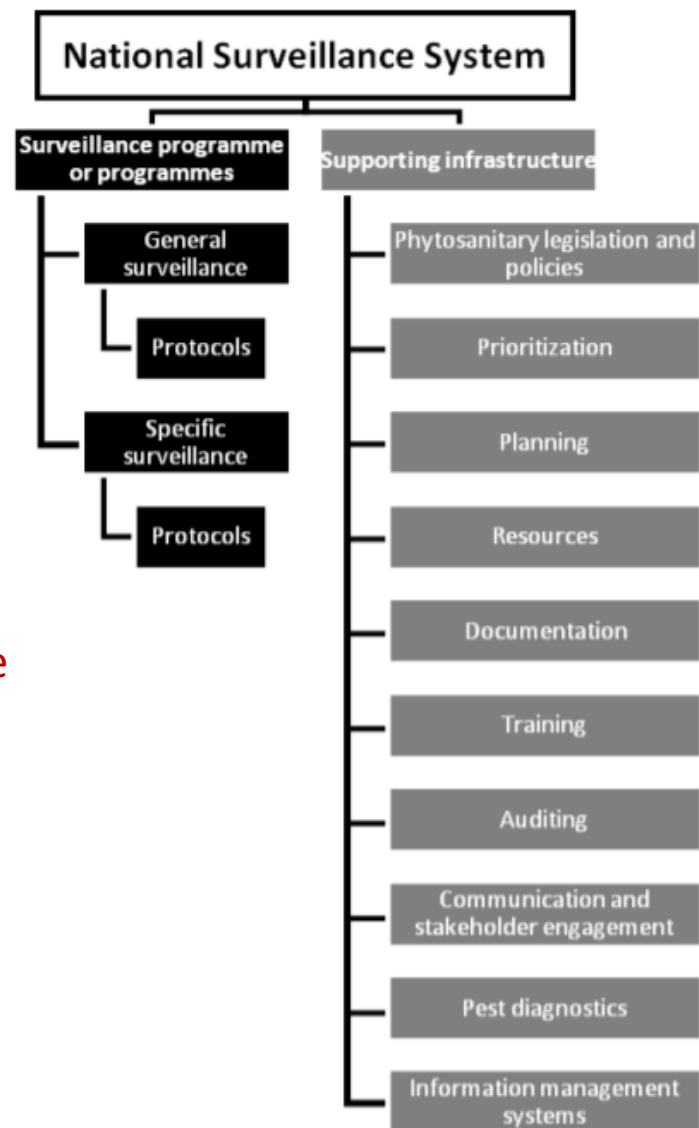 National Surveillance System
Surveillance programme
or programmes
General
surveillance
Protocols
Specific
surveillance
Protocols
Supporting infrastructure
Phytosanitary legislation and
policies
Prioritization
Planning
Resources
Documentation
Training
Auditing
Communication and
stakeholder engagement
Pest diagnostics
Information management
systems
e